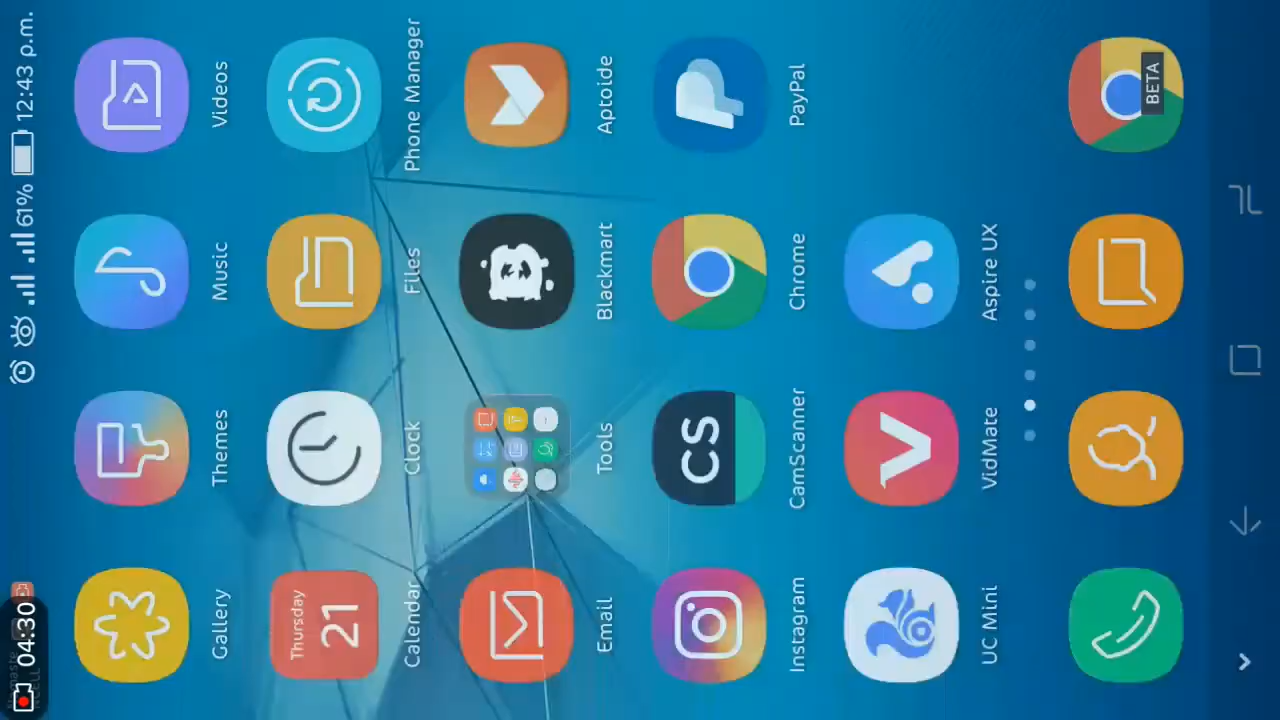 04:30
61% 12:43 p.m.
Gallery
Themes
Music
Videos
Thursday
21
Calendar
Clock
Files
Phone Manager
Email
Tools
Blackmart
Aptoide
CS
Instagram
CamScanner
Chrome
PayPal
UC Mini
VidMate
Aspire UX
BETA